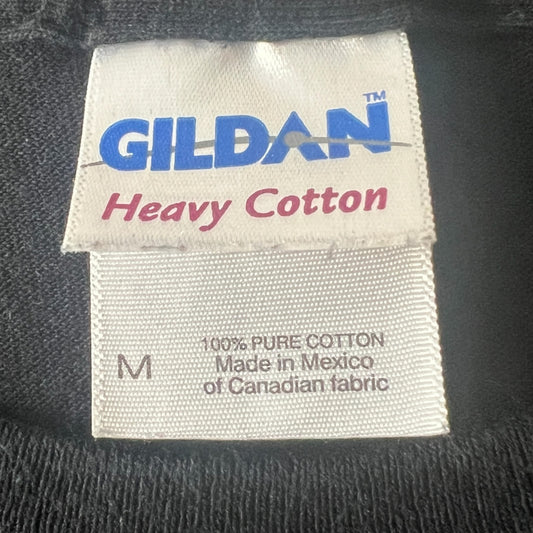 GILDAN™
Heavy Cotton
M
100% PURE COTTON
Made in Mexico
of Canadian fabric